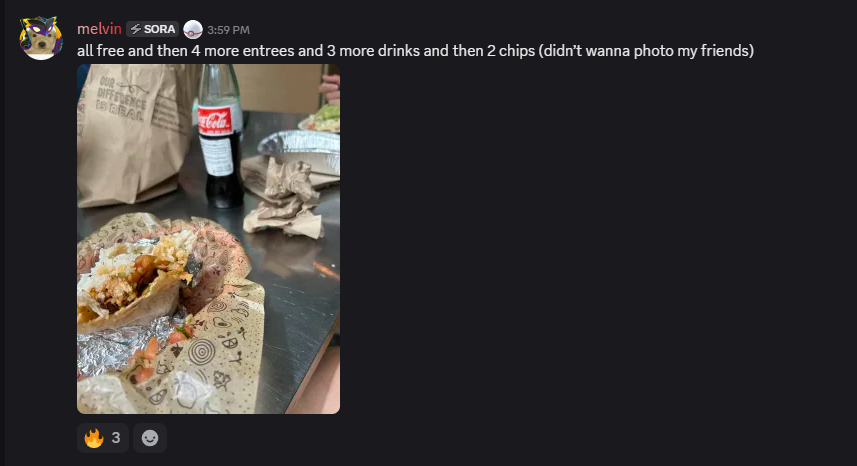 melvin SORA 3:59 PM
all free and then 4 more entrees and 3 more drinks and then 2 chips (didn't wanna photo my friends)
OUR
DIFFERENCE
IS REAL
Coca-Cola
3